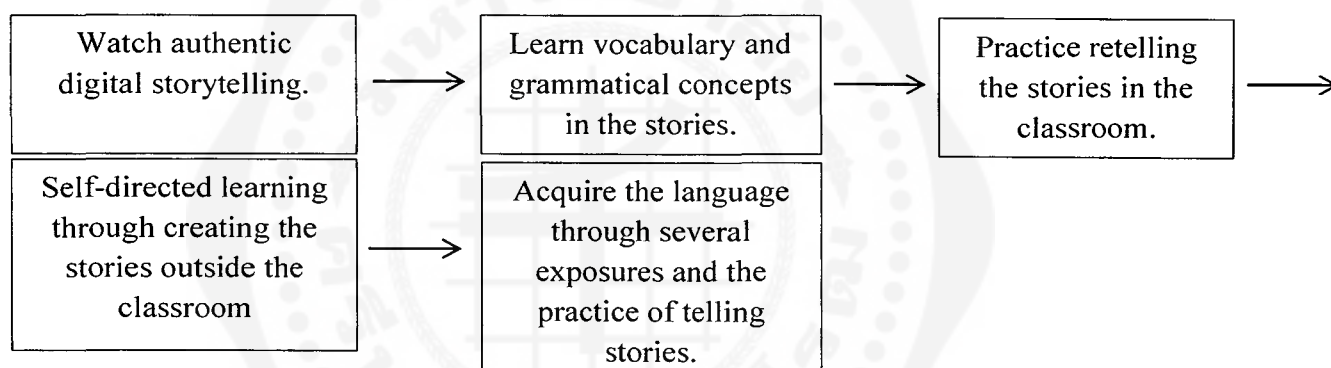 Watch authentic
digital storytelling.
Learn vocabulary and
grammatical concepts
in the stories.
Practice retelling
the stories in the
classroom.
Self-directed learning
through creating the
stories outside the
classroom
Acquire the language
through several
exposures and the
practice of telling
stories.